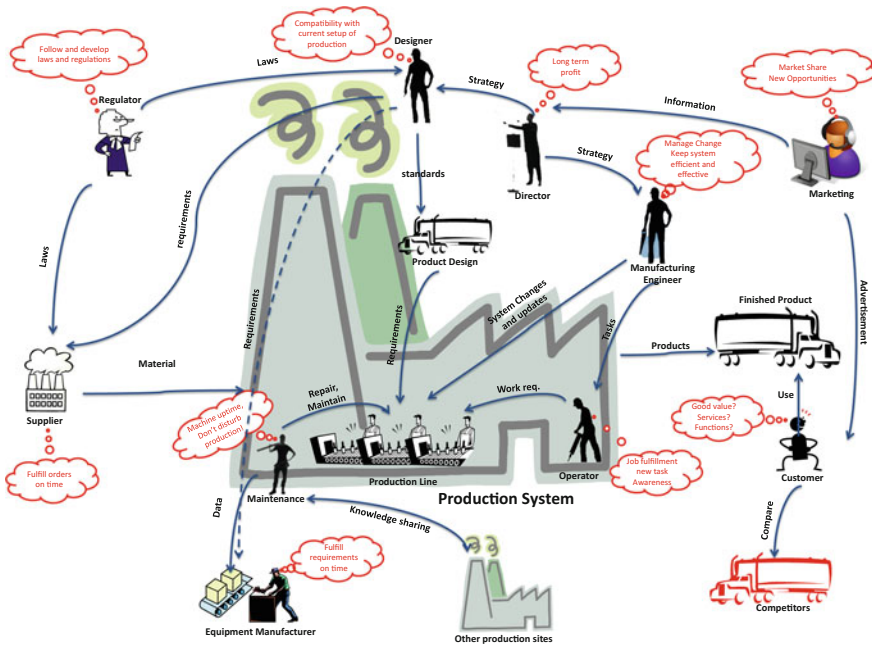 Compatibility with
current setup of
production
Designer
Follow and develop
laws and regulations
Laws
Long term
profit
Market Share
New Opportunities
Regulator
Strategy
Information
Strategy
Manage Change
Keep system
efficient and
effective
standards
Director
Marketing
requirements
Laws
Product Design
Manufacturing
Engineer
Requirements
Requirements
System Changes
and updates
Tasks
Finished Product
Advertisement
Material
Products
Repair,
Maintain
Work req.
Use
Supplier
Machine uptime,
Don't disturb
production!
Good value?
Services?
Functions?
Fulfill orders
on time
Job fulfillment
new task
Awareness
Customer
Production Line
Operator
Maintenance
Production System
Data
Knowledge sharing
Compare
Fulfill
requirements
on time
Competitors
Equipment Manufacturer
Other production sites